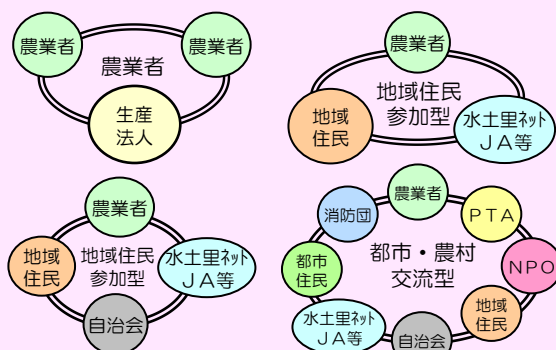 農業者
農業者
農業者
生産
法人
農業者
地域住民
参加型
地域
住民
水土里ネット
ＪＡ等
農業者
地域
住民
地域住民
参加型
水土里ネット
ＪＡ等
自治会
農業者
消防団
ＰＴＡ
都市
住民
都市・農村
交流型
ＮＰＯ
水土里ネット
ＪＡ等
地域
住民
自治会